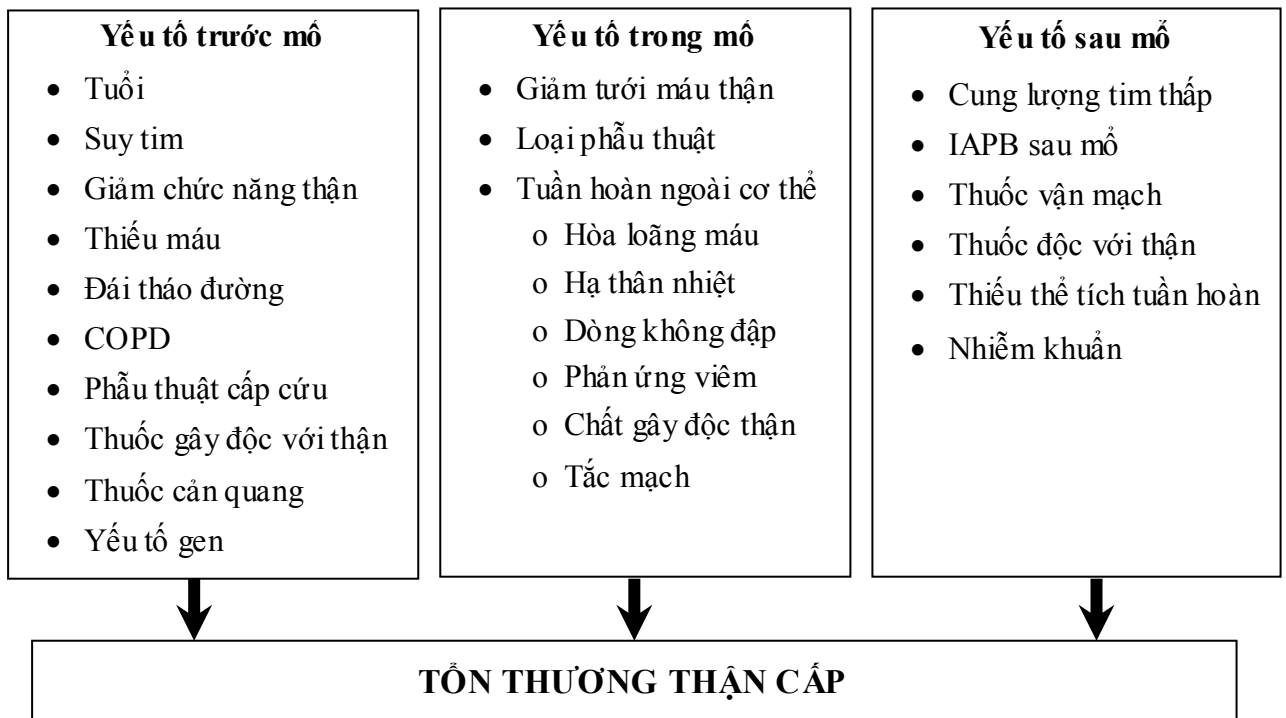 Yếu tố trước mổ
• Tuổi
• Suy tim
• Giảm chức năng thận
• Thiếu máu
• Đái tháo đường
• COPD
• Phẫu thuật cấp cứu
• Thuốc gây độc với thận
• Thuốc cản quang
• Yếu tố gen
Yếu tố trong mổ
• Giảm tưới máu thận
• Loại phẫu thuật
• Tuần hoàn ngoài cơ thể
o Hòa loãng máu
o Hạ thân nhiệt
o Dòng không đập
o Phản ứng viêm
o Chất gây độc thận
o Tắc mạch
Yếu tố sau mổ
• Cung lượng tim thấp
• IAPB sau mổ
• Thuốc vận mạch
• Thuốc độc với thận
• Thiếu thể tích tuần hoàn
• Nhiễm khuẩn
TỔN THƯƠNG THẬN CẤP